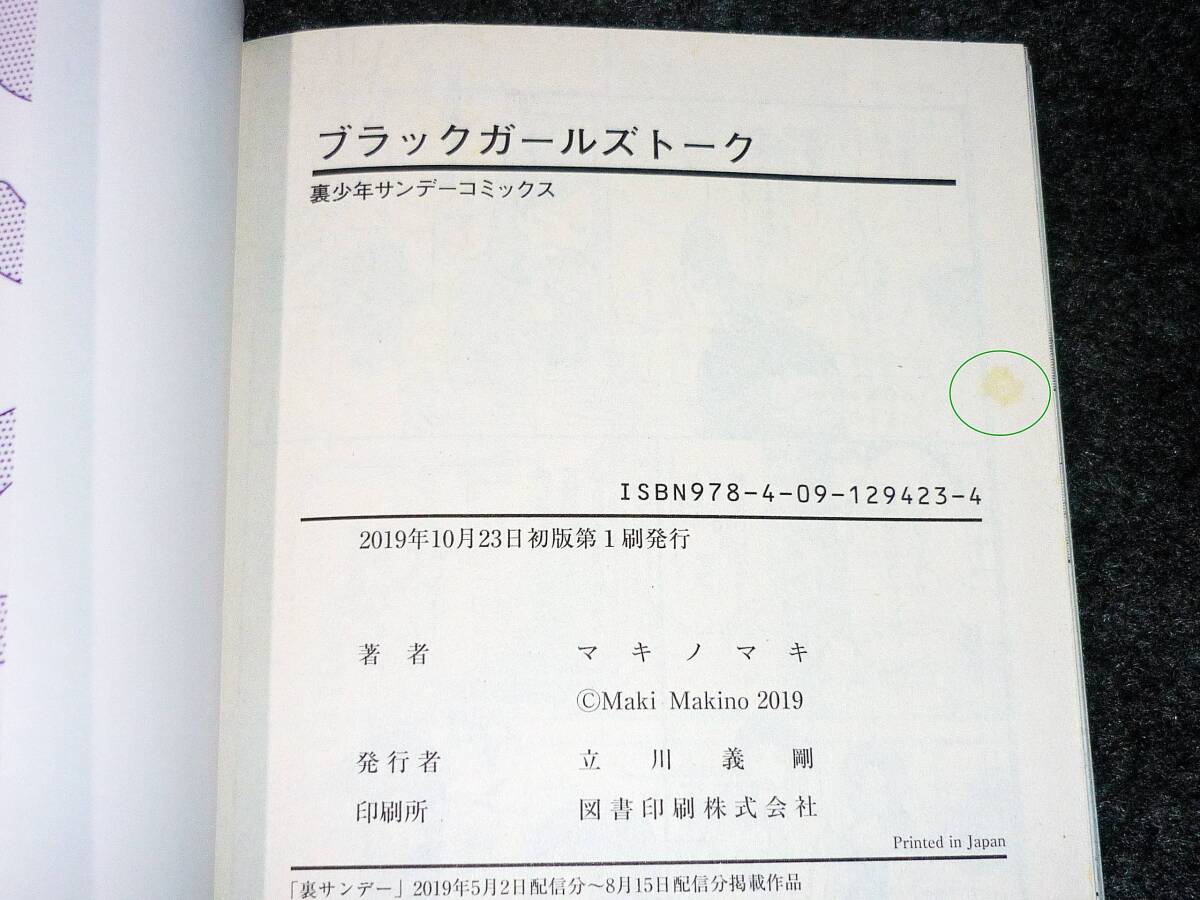 ブラックガールズトーク
裏少年サンデーコミックス
ISBN978-4-09-129423-4
2019年10月23日初版第1刷発行
著者 マキノマキ
©Maki Makino 2019
発行者 立川義剛
印刷所 図書印刷株式会社
Printed in Japan
「裏サンデー」2019年5月2日配信分〜8月15日配信分掲載作品